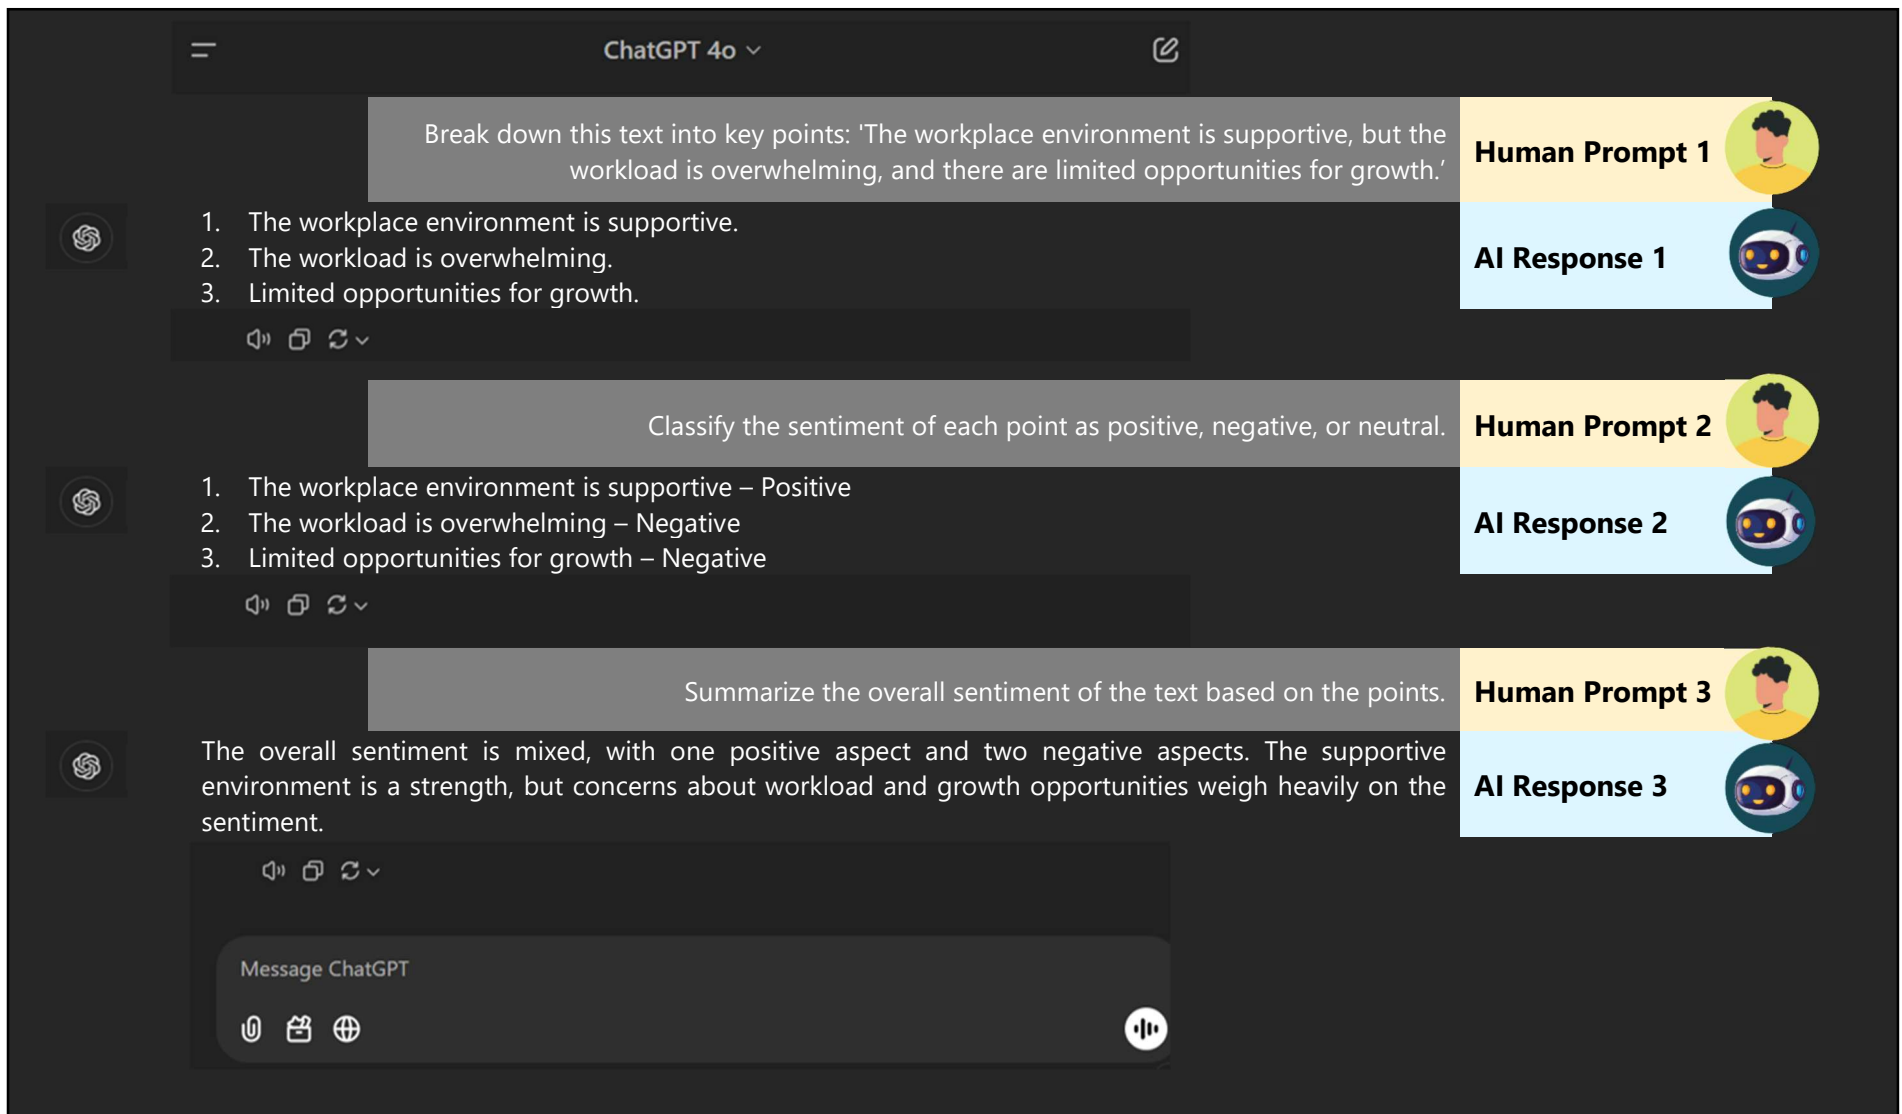 ChatGPT 4o
Break down this text into key points: 'The workplace environment is supportive, but the
workload is overwhelming, and there are limited opportunities for growth.’
Human Prompt 1
1. The workplace environment is supportive.
2. The workload is overwhelming.
3. Limited opportunities for growth.
AI Response 1
Classify the sentiment of each point as positive, negative, or neutral.
Human Prompt 2
1. The workplace environment is supportive – Positive
2. The workload is overwhelming – Negative
3. Limited opportunities for growth – Negative
AI Response 2
Summarize the overall sentiment of the text based on the points.
Human Prompt 3
The overall sentiment is mixed, with one positive aspect and two negative aspects. The supportive
environment is a strength, but concerns about workload and growth opportunities weigh heavily on the
sentiment.
AI Response 3
Message ChatGPT